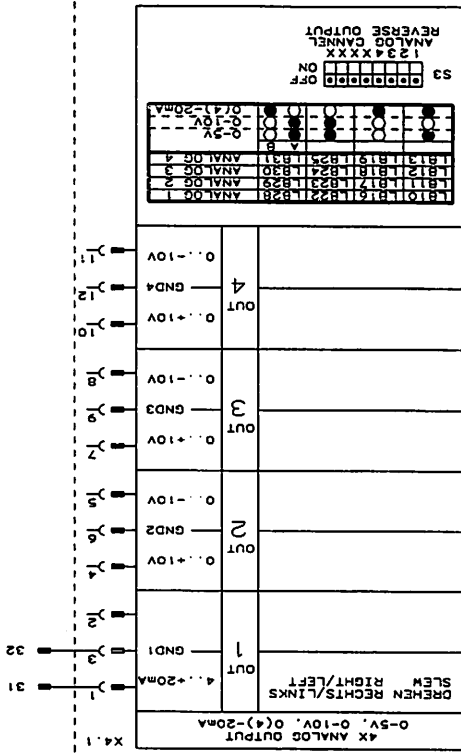 4X ANALOG OUTPUT
0-5V, 0-10V, 0(4)-20mA
X4.1
DREHEN RECHTS/LINKS
SLEW RIGHT/LEFT
OUT
1
4..+20mA
1
31
GND1
3
32
2
OUT
2
0..+10V
4
GND2
6
0..-10V
5
OUT
3
0..+10V
7
GND3
9
0..-10V
8
OUT
4
0..+10V
10
GND4
12
0..-10V
11
LB10 LB16 LB22 LB28 ANALOG 1
LB11 LB17 LB23 LB29 ANALOG 2
LB12 LB18 LB24 LB30 ANALOG 3
LB13 LB19 LB25 LB31 ANALOG 4
A B
0-5V
0-10V
0(4)-20mA
S3
OFF
ON
1234XXXX
ANALOG CANNEL
REVERSE OUTPUT